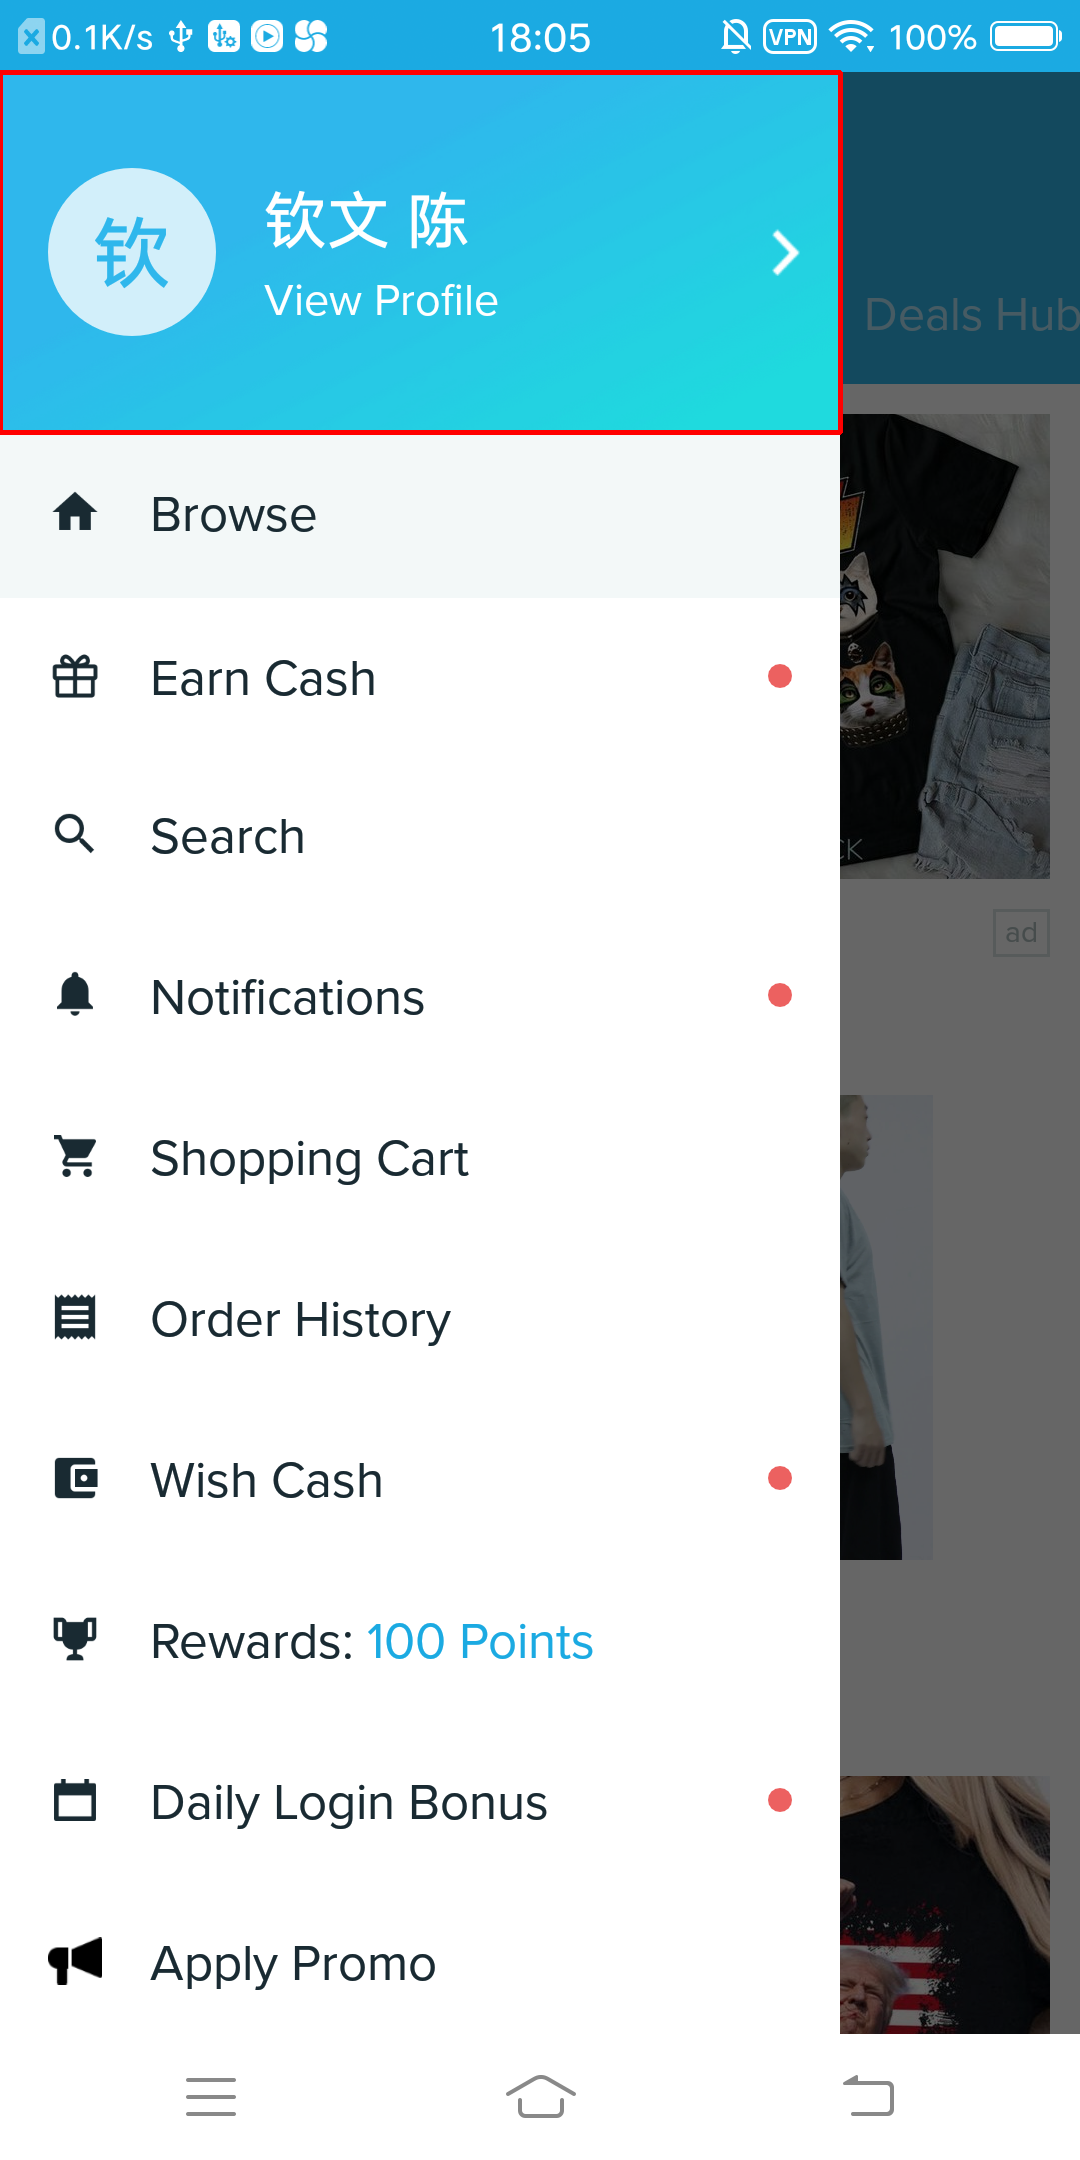 0.1K/s 18:05 VPN 100%
钦
钦文 陈
View Profile
Deals Hub
Browse
Earn Cash
Search
CK
ad
Notifications
Shopping Cart
Order History
Wish Cash
Rewards: 100 Points
Daily Login Bonus
Apply Promo